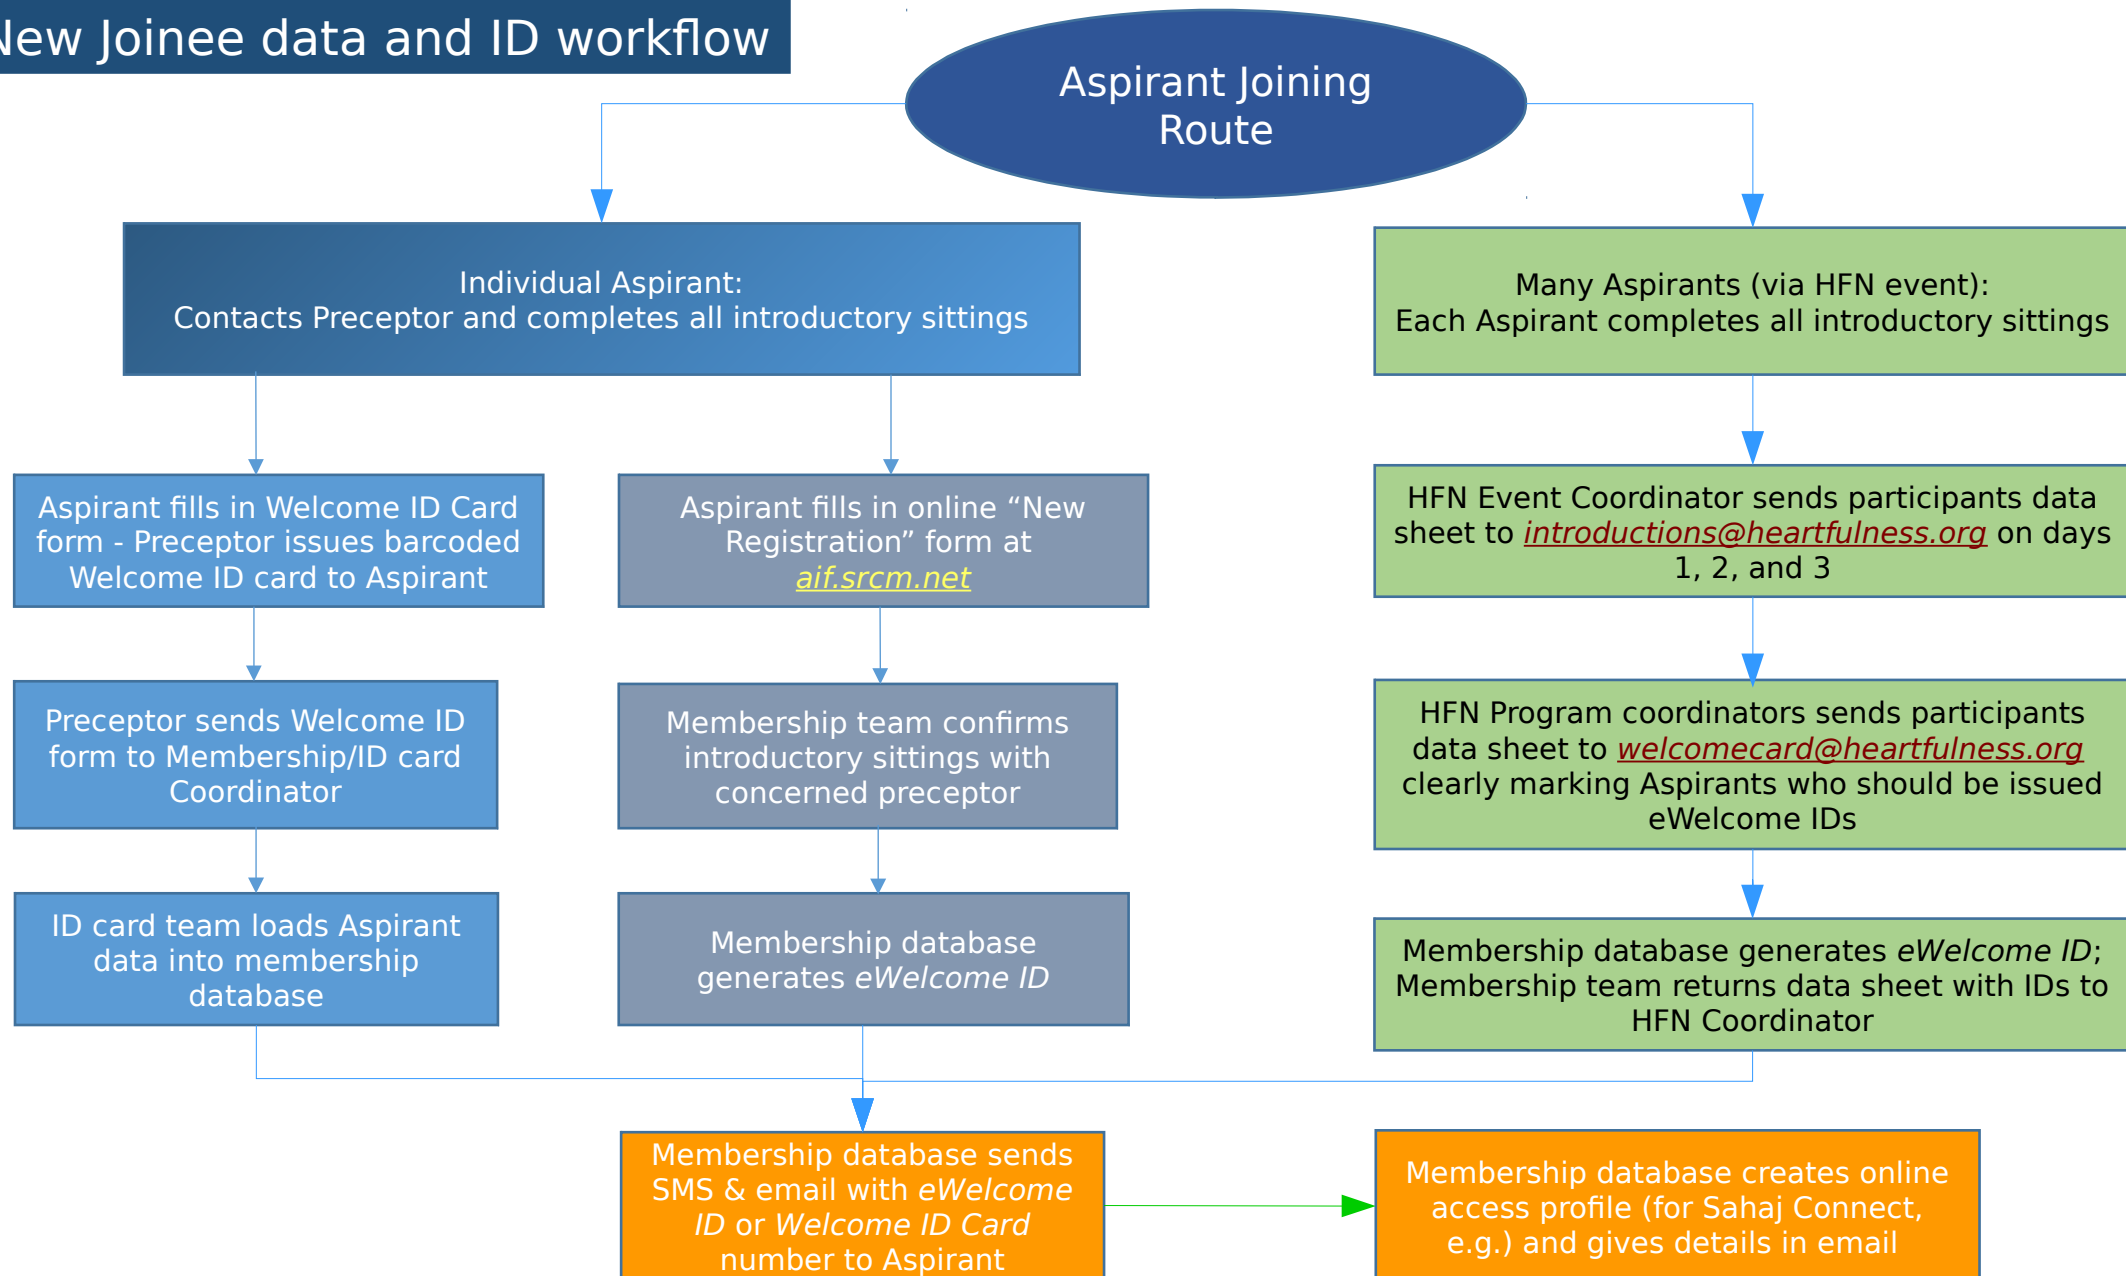 New Joinee data and ID workflow
Aspirant Joining
Route
Individual Aspirant:
Contacts Preceptor and completes all introductory sittings
Many Aspirants (via HFN event):
Each Aspirant completes all introductory sittings
Aspirant fills in Welcome ID Card
form - Preceptor issues barcoded
Welcome ID card to Aspirant
Aspirant fills in online “New
Registration” form at
aif.srcm.net
HFN Event Coordinator sends participants data
sheet to introductions@heartfulness.org on days
1, 2, and 3
Preceptor sends Welcome ID
form to Membership/ID card
Coordinator
Membership team confirms
introductory sittings with
concerned preceptor
HFN Program coordinators sends participants
data sheet to welcomecard@heartfulness.org
clearly marking Aspirants who should be issued
eWelcome IDs
ID card team loads Aspirant
data into membership
database
Membership database
generates eWelcome ID
Membership database generates eWelcome ID;
Membership team returns data sheet with IDs to
HFN Coordinator
Membership database sends
SMS & email with eWelcome
ID or Welcome ID Card
number to Aspirant
Membership database creates online
access profile (for Sahaj Connect,
e.g.) and gives details in email